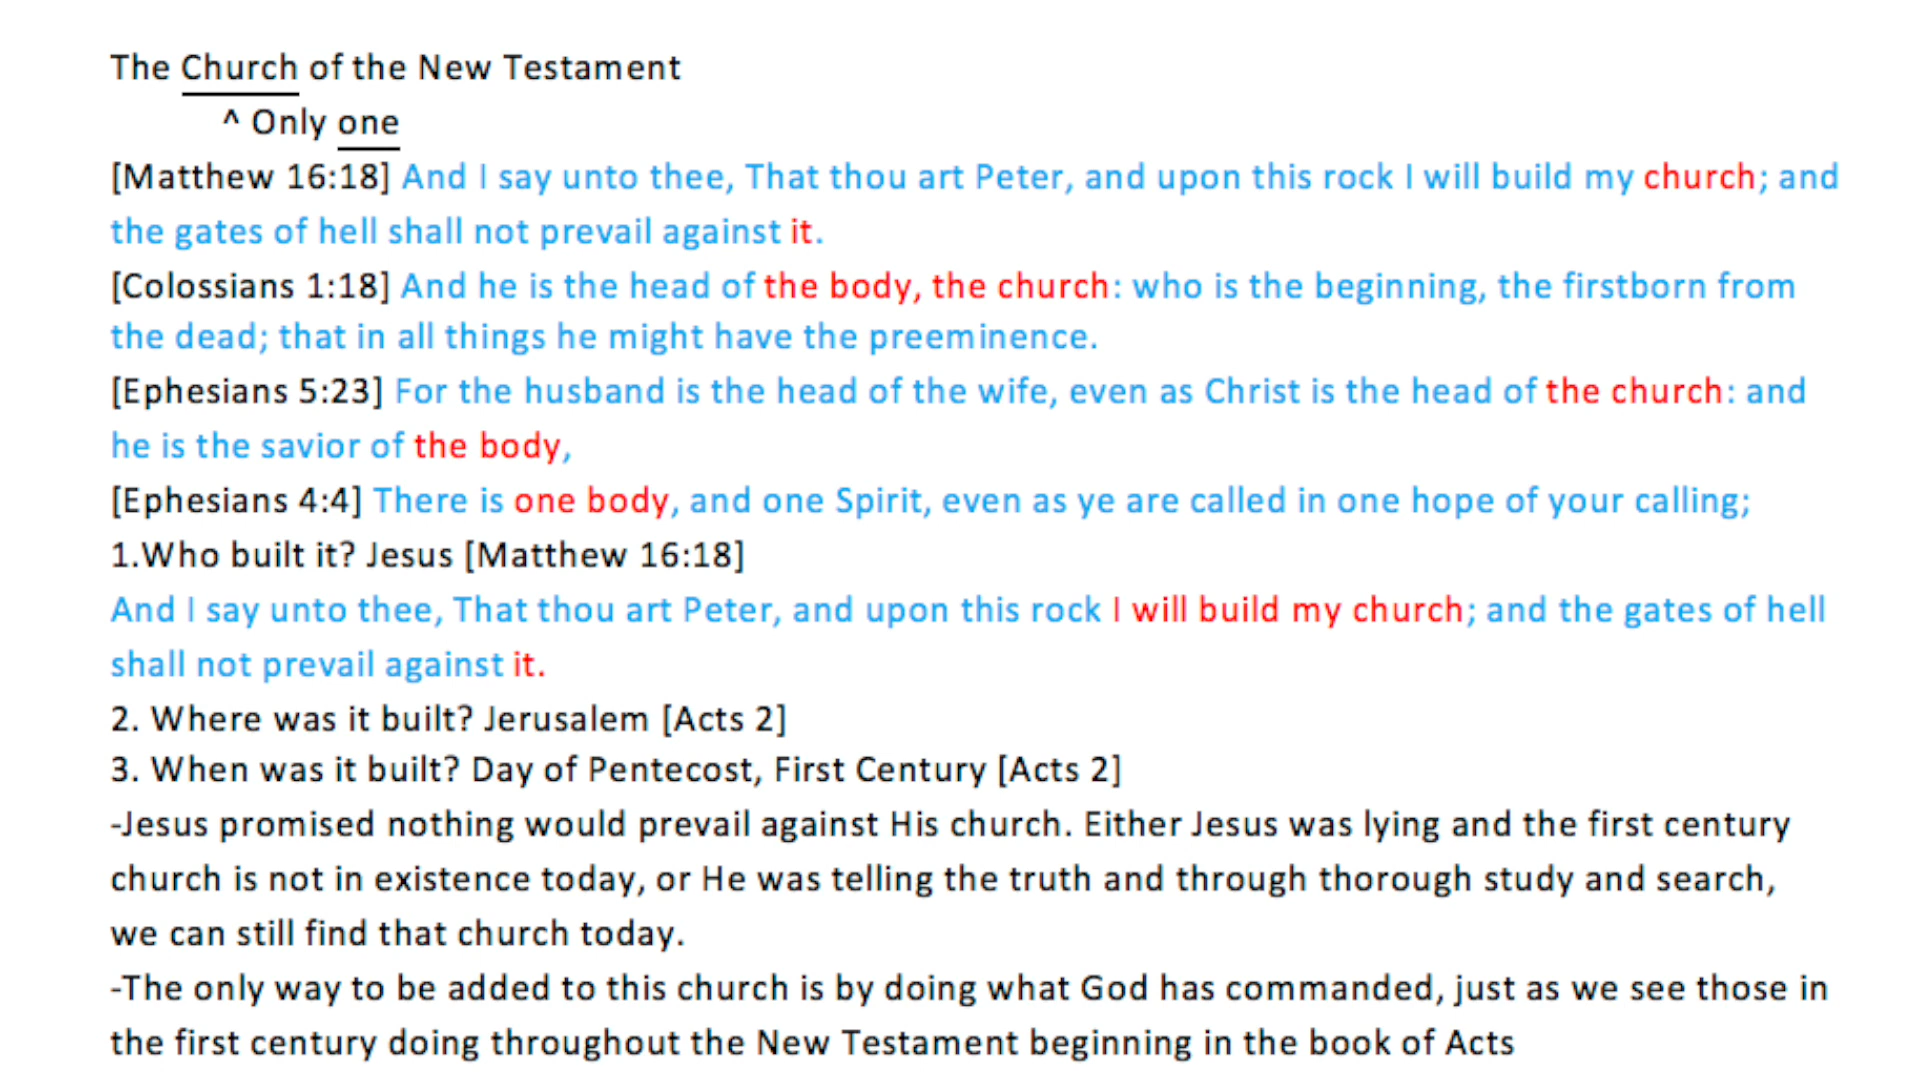 The Church of the New Testament
^ Only one
[Matthew 16:18] And I say unto thee, That thou art Peter, and upon this rock I will build my church; and
the gates of hell shall not prevail against it.
[Colossians 1:18] And he is the head of the body, the church: who is the beginning, the firstborn from
the dead; that in all things he might have the preeminence.
[Ephesians 5:23] For the husband is the head of the wife, even as Christ is the head of the church: and
he is the savior of the body,
[Ephesians 4:4] There is one body, and one Spirit, even as ye are called in one hope of your calling;
1.Who built it? Jesus [Matthew 16:18]
And I say unto thee, That thou art Peter, and upon this rock I will build my church; and the gates of hell
shall not prevail against it.
2. Where was it built? Jerusalem [Acts 2]
3. When was it built? Day of Pentecost, First Century [Acts 2]
-Jesus promised nothing would prevail against His church. Either Jesus was lying and the first century
church is not in existence today, or He was telling the truth and through thorough study and search,
we can still find that church today.
-The only way to be added to this church is by doing what God has commanded, just as we see those in
the first century doing throughout the New Testament beginning in the book of Acts